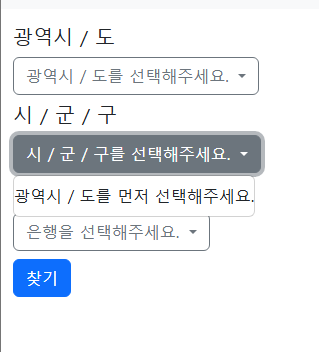 광역시 / 도
광역시 / 도를 선택해주세요.
시 / 군 / 구
시 / 군 / 구를 선택해주세요.
광역시 / 도를 먼저 선택해주세요.
은행을 선택해주세요.
찾기